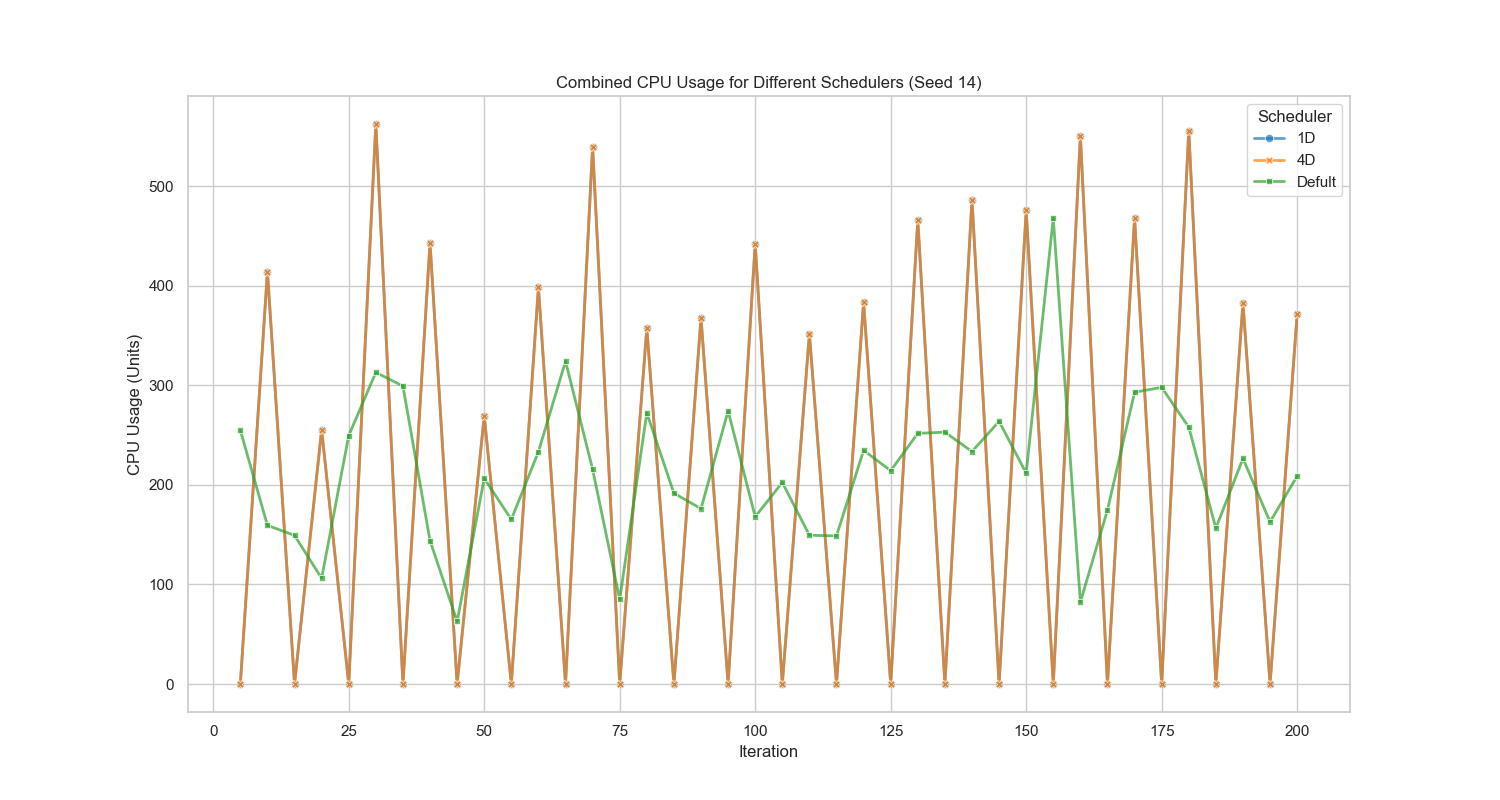 Combined CPU Usage for Different Schedulers (Seed 14)
Scheduler
1D
4D
Defult
CPU Usage (Units)
500
400
300
200
100
0
0
25
50
75
100
125
150
175
200
Iteration